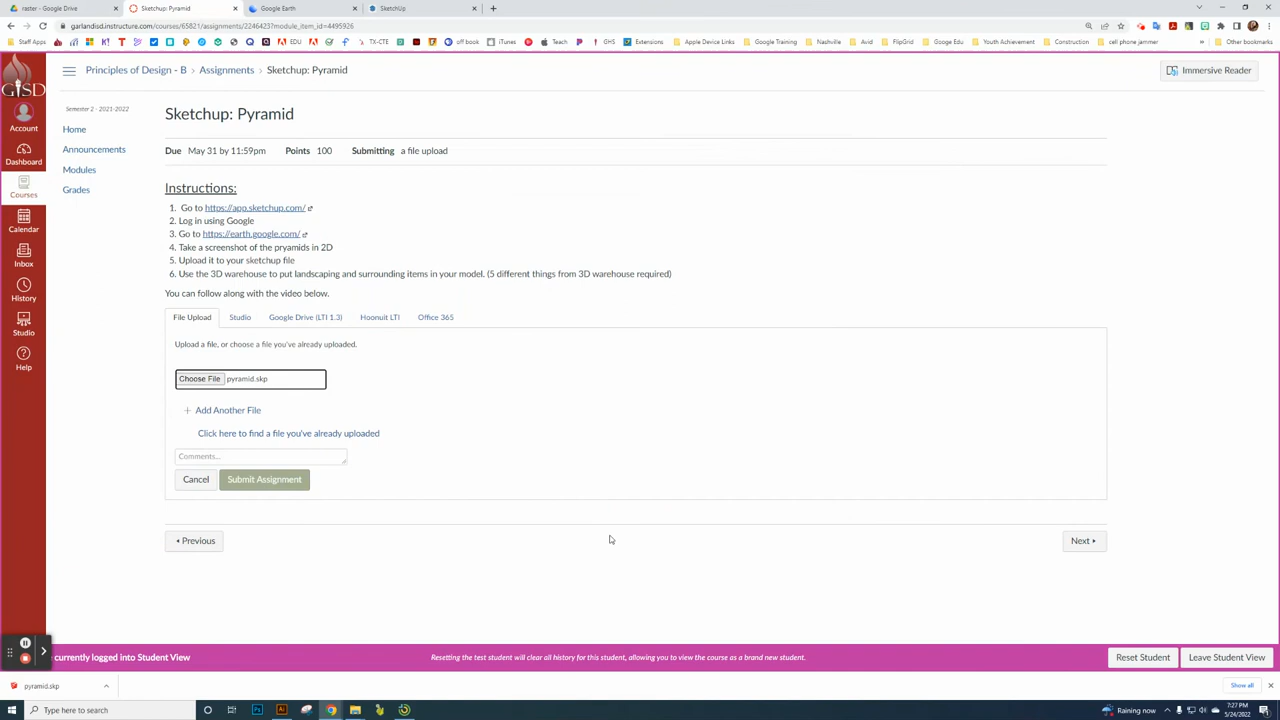 raster - Google Drive
Sketchup: Pyramid
Google Earth
SketchUp
garlandisd.instructure.com/courses/65821/assignments/2246423?module_item_id=4495926
Staff Apps
EDU
TX-CTE
off book
iTunes
Teach
GHS
Extensions
Apple Device Links
Google Training
Nashville
Avid
FlipGrid
Googe Edu
Youth Achievement
Construction
cell phone jammer
Other bookmarks
GISD
Principles of Design - B > Assignments > Sketchup: Pyramid
Immersive Reader
Semester 2 - 2021-2022
Account
Dashboard
Courses
Calendar
Inbox
History
Studio
Help
Home
Announcements
Modules
Grades
Sketchup: Pyramid
Due May 31 by 11:59pm Points 100 Submitting a file upload
Instructions:
1. Go to https://app.sketchup.com/
2. Log in using Google
3. Go to https://earth.google.com/
4. Take a screenshot of the pryamids in 2D
5. Upload it to your sketchup file
6. Use the 3D warehouse to put landscaping and surrounding items in your model. (5 different things from 3D warehouse required)
You can follow along with the video below.
File Upload
Studio
Google Drive (LTI 1.3)
Hoonuit LTI
Office 365
Upload a file, or choose a file you've already uploaded.
Choose File pyramid.skp
+ Add Another File
Click here to find a file you've already uploaded
Comments...
Cancel
Submit Assignment
Previous
Next
currently logged into Student View
Resetting the test student will clear all history for this student, allowing you to view the course as a brand new student.
Reset Student
Leave Student View
pyramid.skp
Show all
Type here to search
Raining now
7:27 PM
5/24/2022